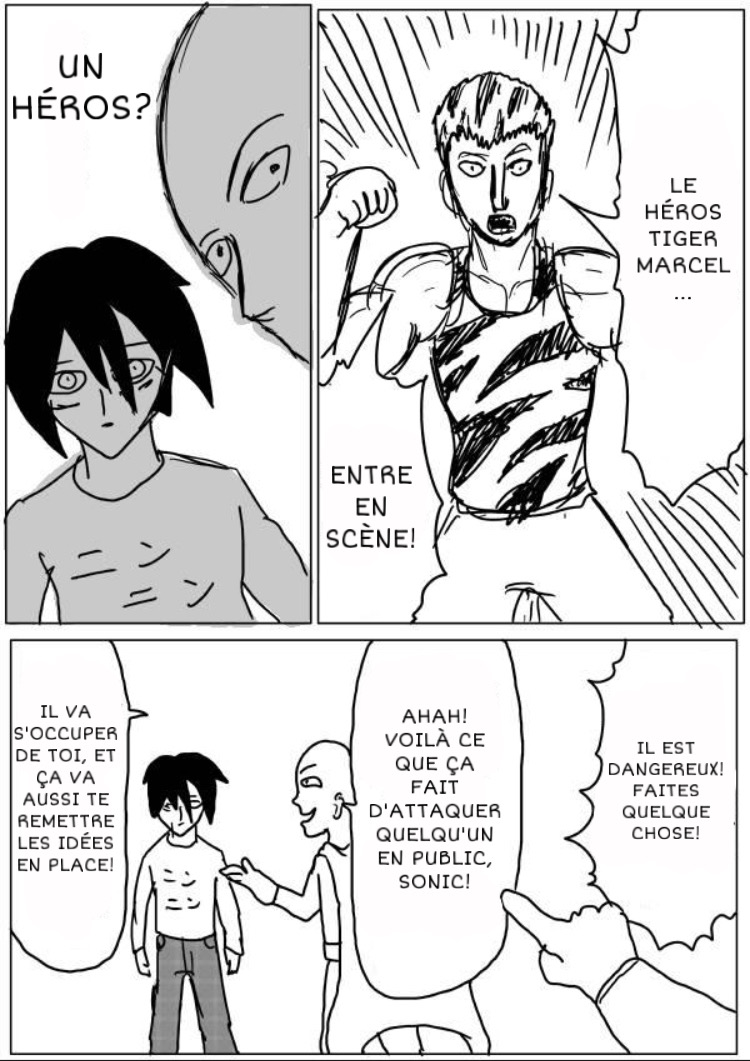 UN
HÉROS?
LE
HÉROS
TIGER
MARCEL
...
ENTRE
EN
SCÈNE!
IL VA
S'OCCUPER
DE TOI, ET
ÇA VA
AUSSI TE
REMETTRE
LES IDÉES
EN PLACE!
AHAH!
VOILÀ CE
QUE ÇA
FAIT
D'ATTAQUER
QUELQU'UN
EN PUBLIC,
SONIC!
IL EST
DANGEREUX!
FAITES
QUELQUE
CHOSE!